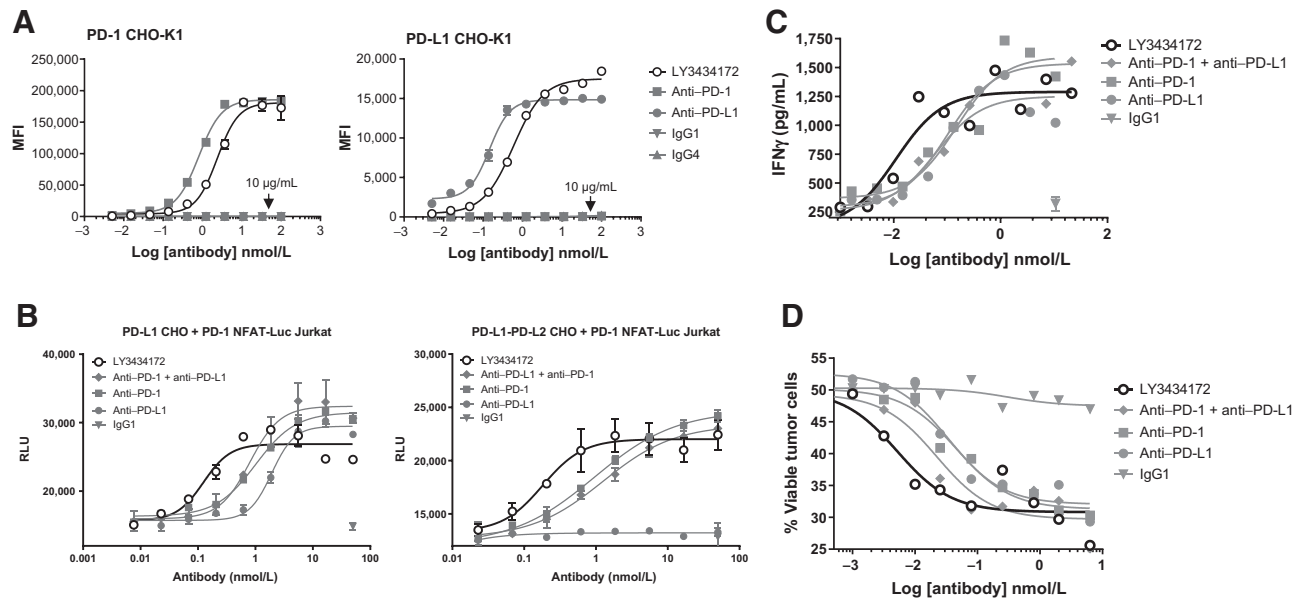 A
PD-1 CHO-K1
250,000
200,000
150,000
100,000
50,000
0
MFI
10 µg/mL
−3 −2 −1 0 1 2 3
Log [antibody] nmol/L
PD-L1 CHO-K1
20,000
15,000
10,000
5,000
0
MFI
10 µg/mL
−3 −2 −1 0 1 2 3
Log [antibody] nmol/L
LY3434172
Anti–PD-1
Anti–PD-L1
IgG1
IgG4
B
PD-L1 CHO + PD-1 NFAT-Luc Jurkat
40,000
30,000
20,000
RLU
LY3434172
Anti–PD-1 + anti–PD-L1
Anti–PD-1
Anti–PD-L1
IgG1
0.001 0.01 0.1 1 10 100
Antibody (nmol/L)
PD-L1-PD-L2 CHO + PD-1 NFAT-Luc Jurkat
30,000
25,000
20,000
15,000
RLU
LY3434172
Anti–PD-L1 + anti–PD-1
Anti–PD-1
Anti–PD-L1
IgG1
0.01 0.1 1 10 100
Antibody (nmol/L)
C
1,750
1,500
1,250
1,000
750
500
250
IFNγ (pg/mL)
−2 0 2
Log [antibody] nmol/L
LY3434172
Anti–PD-1 + anti–PD-L1
Anti–PD-1
Anti–PD-L1
IgG1
D
55
50
45
40
35
30
25
% Viable tumor cells
−3 −2 −1 0 1
Log [antibody] nmol/L
LY3434172
Anti–PD-1 + anti–PD-L1
Anti–PD-1
Anti–PD-L1
IgG1